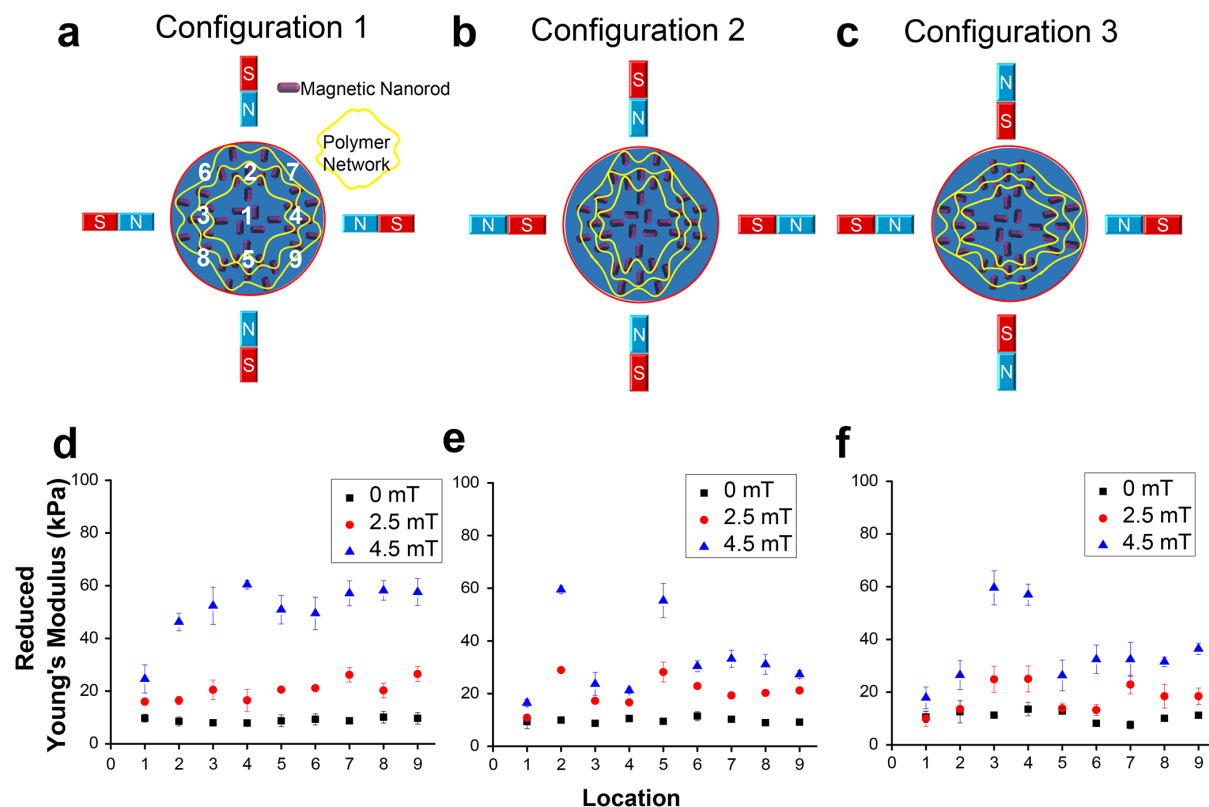 a
Configuration 1
b
Configuration 2
c
Configuration 3
S
N
Magnetic Nanorod
Polymer
Network
6 2 7
3 1 4
8 5 9
S N
N S
N
S
S
N
N S
S N
N
S
N
S
S N
N S
S
N
d
e
f
Reduced
Young's Modulus (kPa)
100
80
60
40
20
0
0 mT
2.5 mT
4.5 mT
0 1 2 3 4 5 6 7 8 9
100
80
60
40
20
0
0 mT
2.5 mT
4.5 mT
0 1 2 3 4 5 6 7 8 9
100
80
60
40
20
0
0 mT
2.5 mT
4.5 mT
0 1 2 3 4 5 6 7 8 9
Location